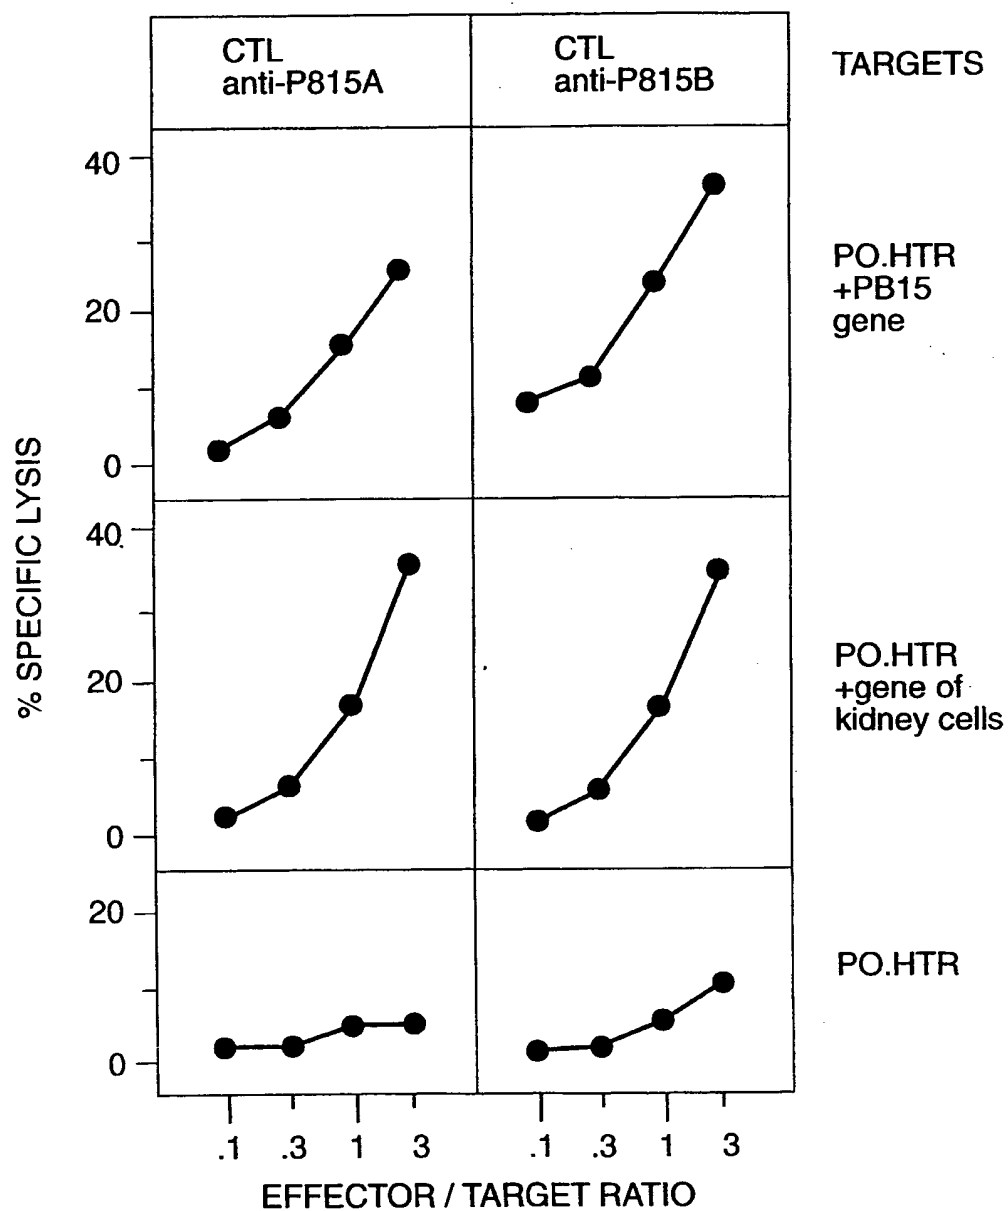 CTL
anti-P815A
CTL
anti-P815B
TARGETS
40
20
0
PO.HTR
+PB15
gene
% SPECIFIC LYSIS
40
20
0
PO.HTR
+gene of
kidney cells
20
0
PO.HTR
.1 .3 1 3 .1 .3 1 3
EFFECTOR / TARGET RATIO